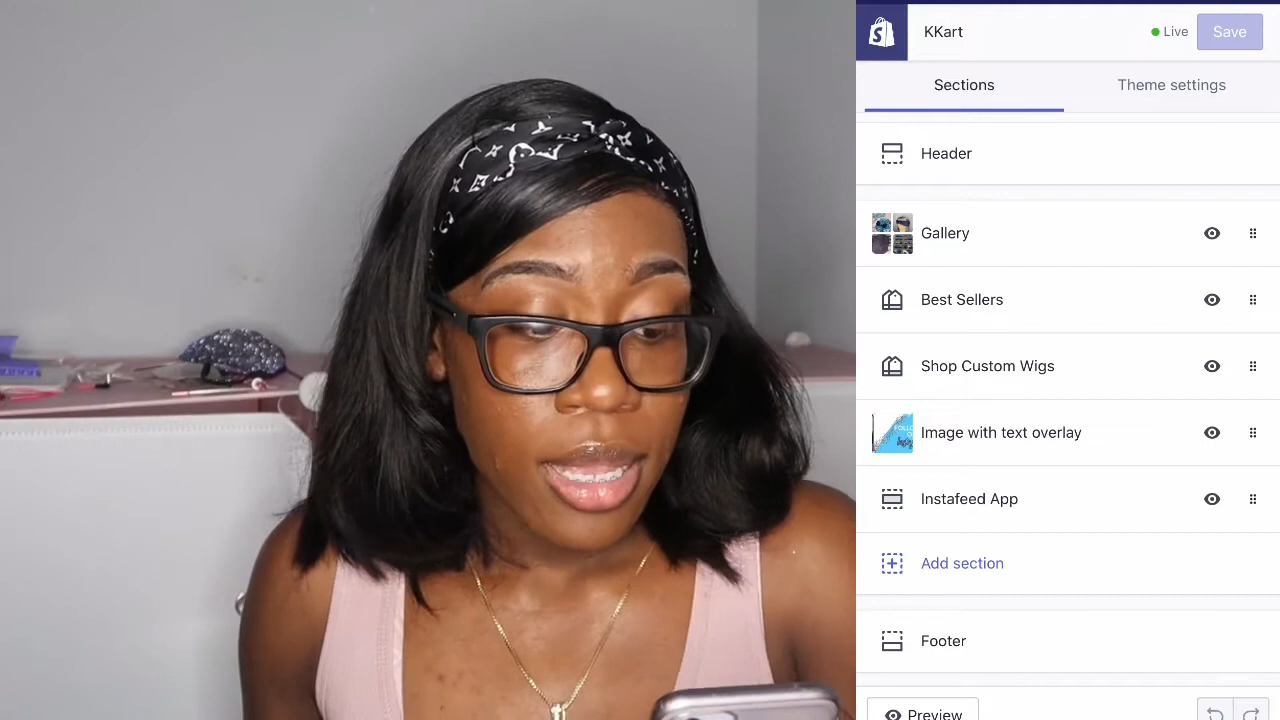 KKart
Live
Save
Sections
Theme settings
Header
Gallery
Best Sellers
Shop Custom Wigs
Image with text overlay
Instafeed App
Add section
Footer
Preview